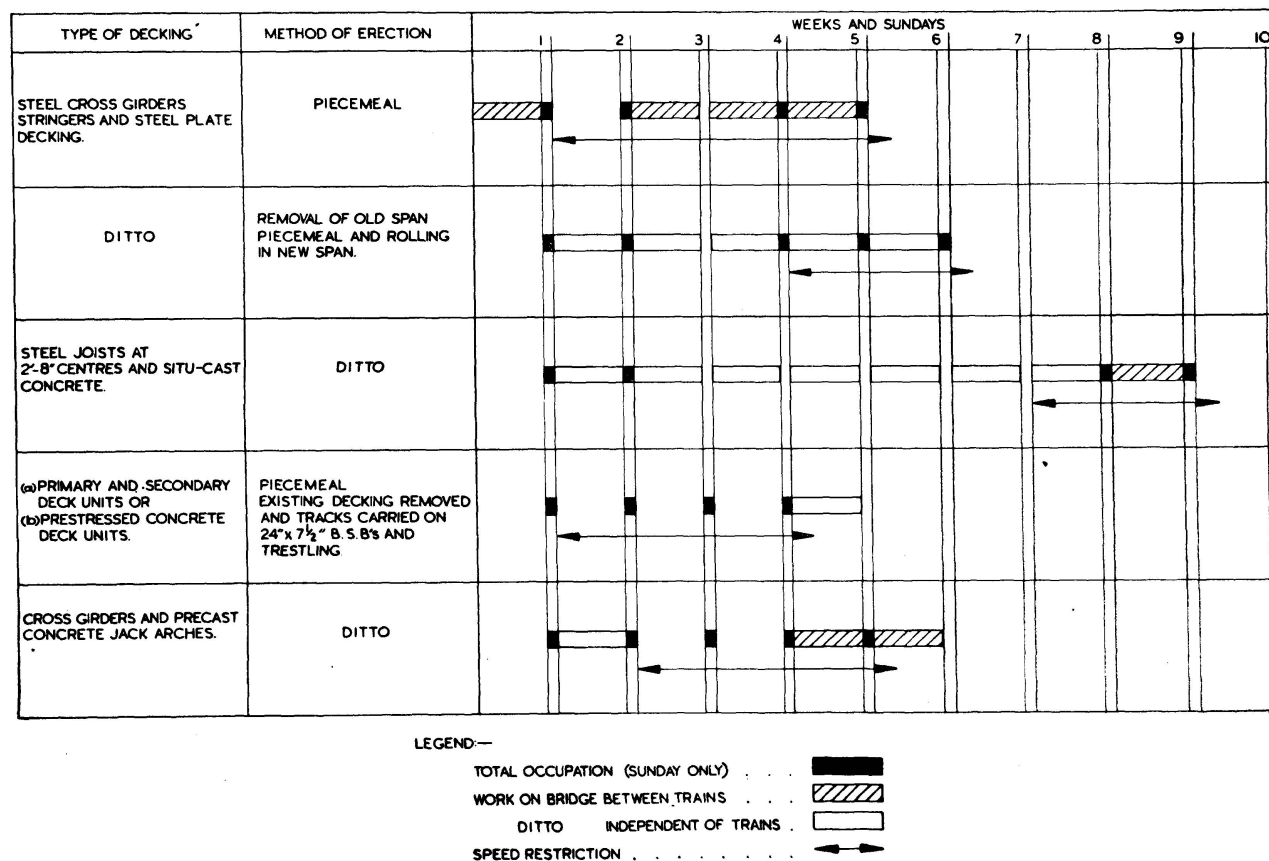 TYPE OF DECKING
METHOD OF ERECTION
WEEKS AND SUNDAYS
1 2 3 4 5 6 7 8 9 10
STEEL CROSS GIRDERS
STRINGERS AND STEEL PLATE
DECKING.
PIECEMEAL
DITTO
REMOVAL OF OLD SPAN
PIECEMEAL AND ROLLING
IN NEW SPAN.
STEEL JOISTS AT
2'-8" CENTRES AND SITU-CAST
CONCRETE.
DITTO
(a) PRIMARY AND SECONDARY
DECK UNITS OR
(b) PRESTRESSED CONCRETE
DECK UNITS.
PIECEMEAL
EXISTING DECKING REMOVED
AND TRACKS CARRIED ON
24" x 7½" B.S.B's AND
TRESTLING
CROSS GIRDERS AND PRECAST
CONCRETE JACK ARCHES.
DITTO
LEGEND:—
TOTAL OCCUPATION (SUNDAY ONLY) . . .
WORK ON BRIDGE BETWEEN TRAINS . . .
DITTO INDEPENDENT OF TRAINS .
SPEED RESTRICTION . . . . . . . .